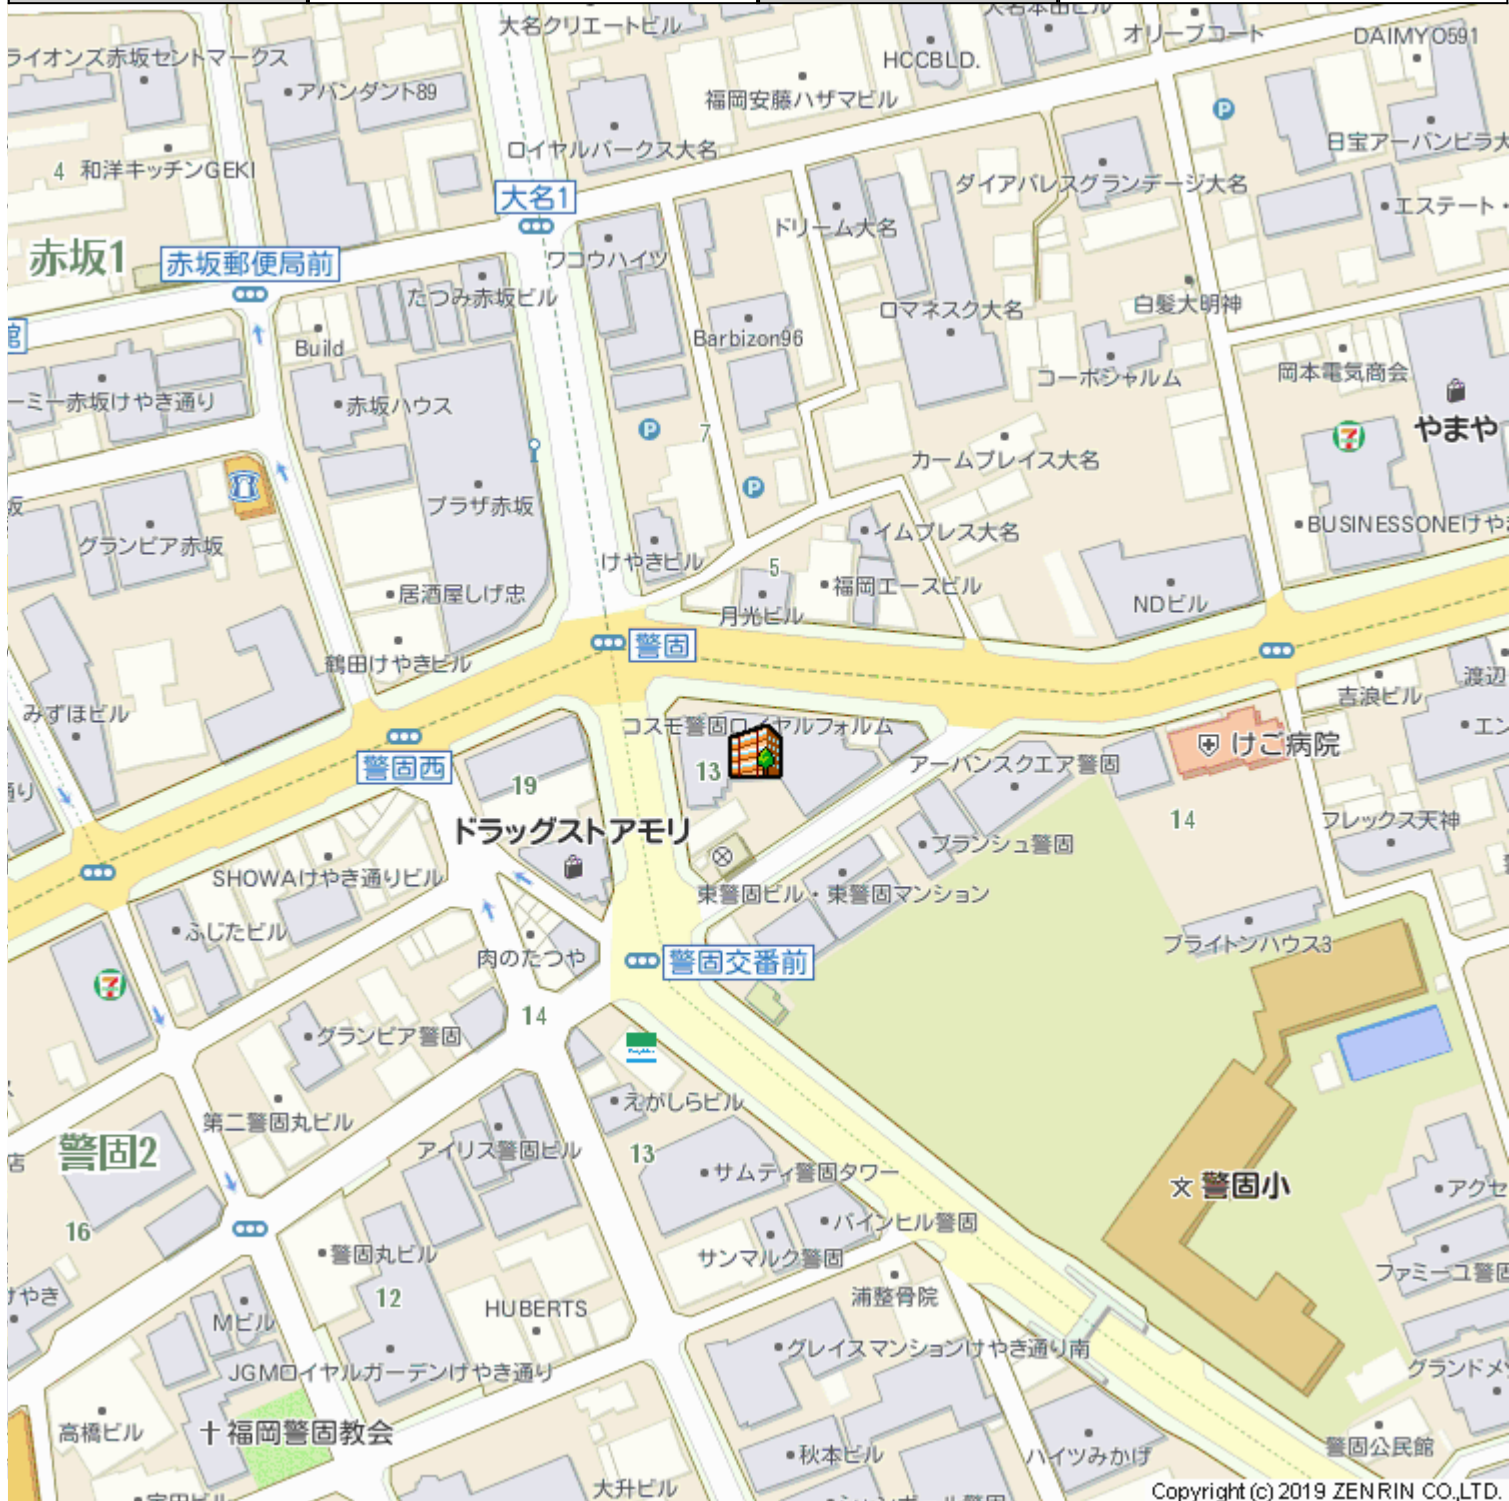 大名クリエートビル
大名本田ビル
オリーブコート
DAIMYO591
ライオンズ赤坂セントマークス
HCCBLD.
アバンダント89
福岡安藤ハザマビル
P
ロイヤルパークス大名
日宝アーバンビラ大
4
和洋キッチンGEKI
大名1
ダイアパレスグランデージ大名
エステート・
ドリーム大名
赤坂1
赤坂郵便局前
ワコウハイツ
たつみ赤坂ビル
ロマネスク大名
白髪大明神
館
Build
Barbizon96
コーポシャルム
岡本電気商会
ーミー赤坂けやき通り
赤坂ハウス
P
7
7
やまや
カームプレイス大名
P
坂
プラザ赤坂
グランピア赤坂
イムプレス大名
BUSINESSONEけや
けやきビル
5
居酒屋しげ忠
福岡エースビル
NDビル
月光ビル
警固
鶴田けやきビル
渡辺
みずほビル
吉浪ビル
コスモ警固ロイヤルフォルム
エン
けご病院
警固西
13
アーバンスクエア警固
19
通り
14
フレックス天神
ドラッグストアモリ
ブランシュ警固
SHOWAけやき通りビル
東警固ビル・東警固マンション
ふじたビル
ブライトンハウス3
肉のたつや
警固交番前
7
14
グランピア警固
えがしらビル
第二警固丸ビル
警固2
店
アイリス警固ビル
13
サムティ警固タワー
文
警固小
アクセ
16
パインヒル警固
警固丸ビル
サンマルク警固
ファミーユ警固
けやき
12
浦整骨院
Mビル
HUBERTS
グレイスマンションけやき通り南
JGMロイヤルガーデンけやき通り
グランドメゾ
高橋ビル
福岡警固教会
秋本ビル
ハイツみかげ
警固公民館
大升ビル
Copyright (c) 2019 ZENRIN CO.,LTD.